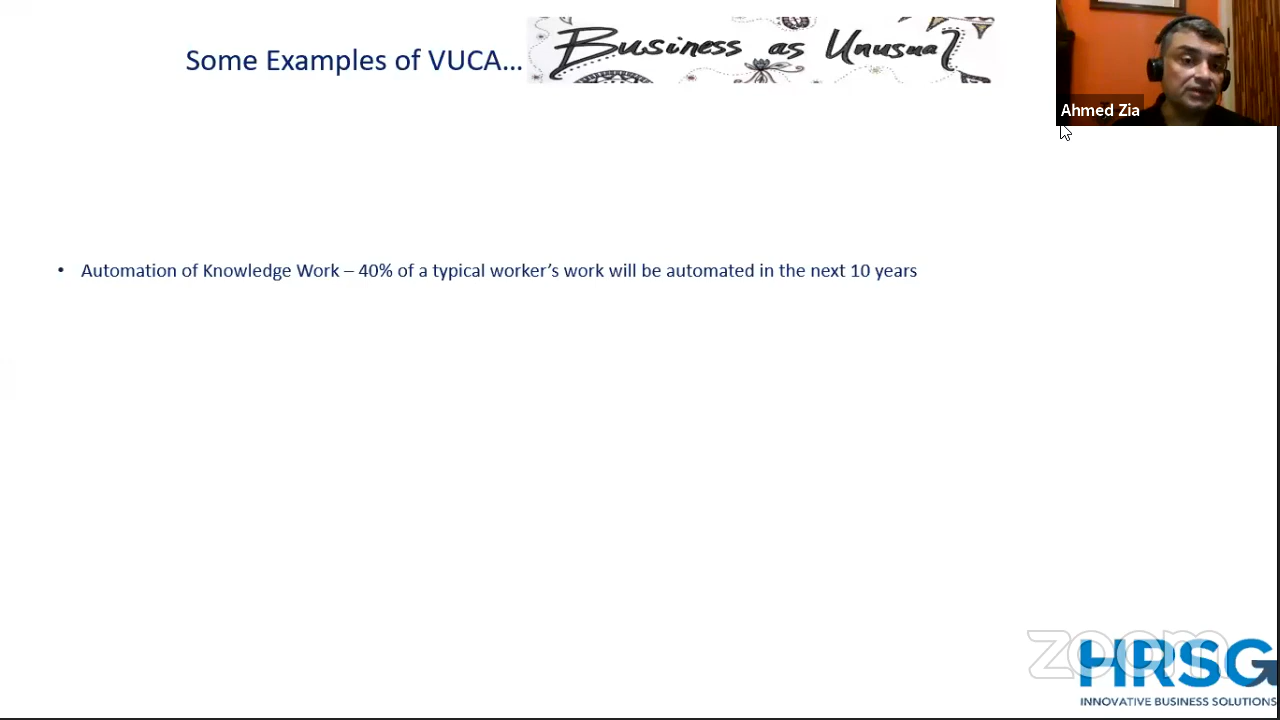 Some Examples of VUCA...
Business as Unusual
Ahmed Zia
• Automation of Knowledge Work – 40% of a typical worker's work will be automated in the next 10 years
zoom
HRSG
INNOVATIVE BUSINESS SOLUTIONS